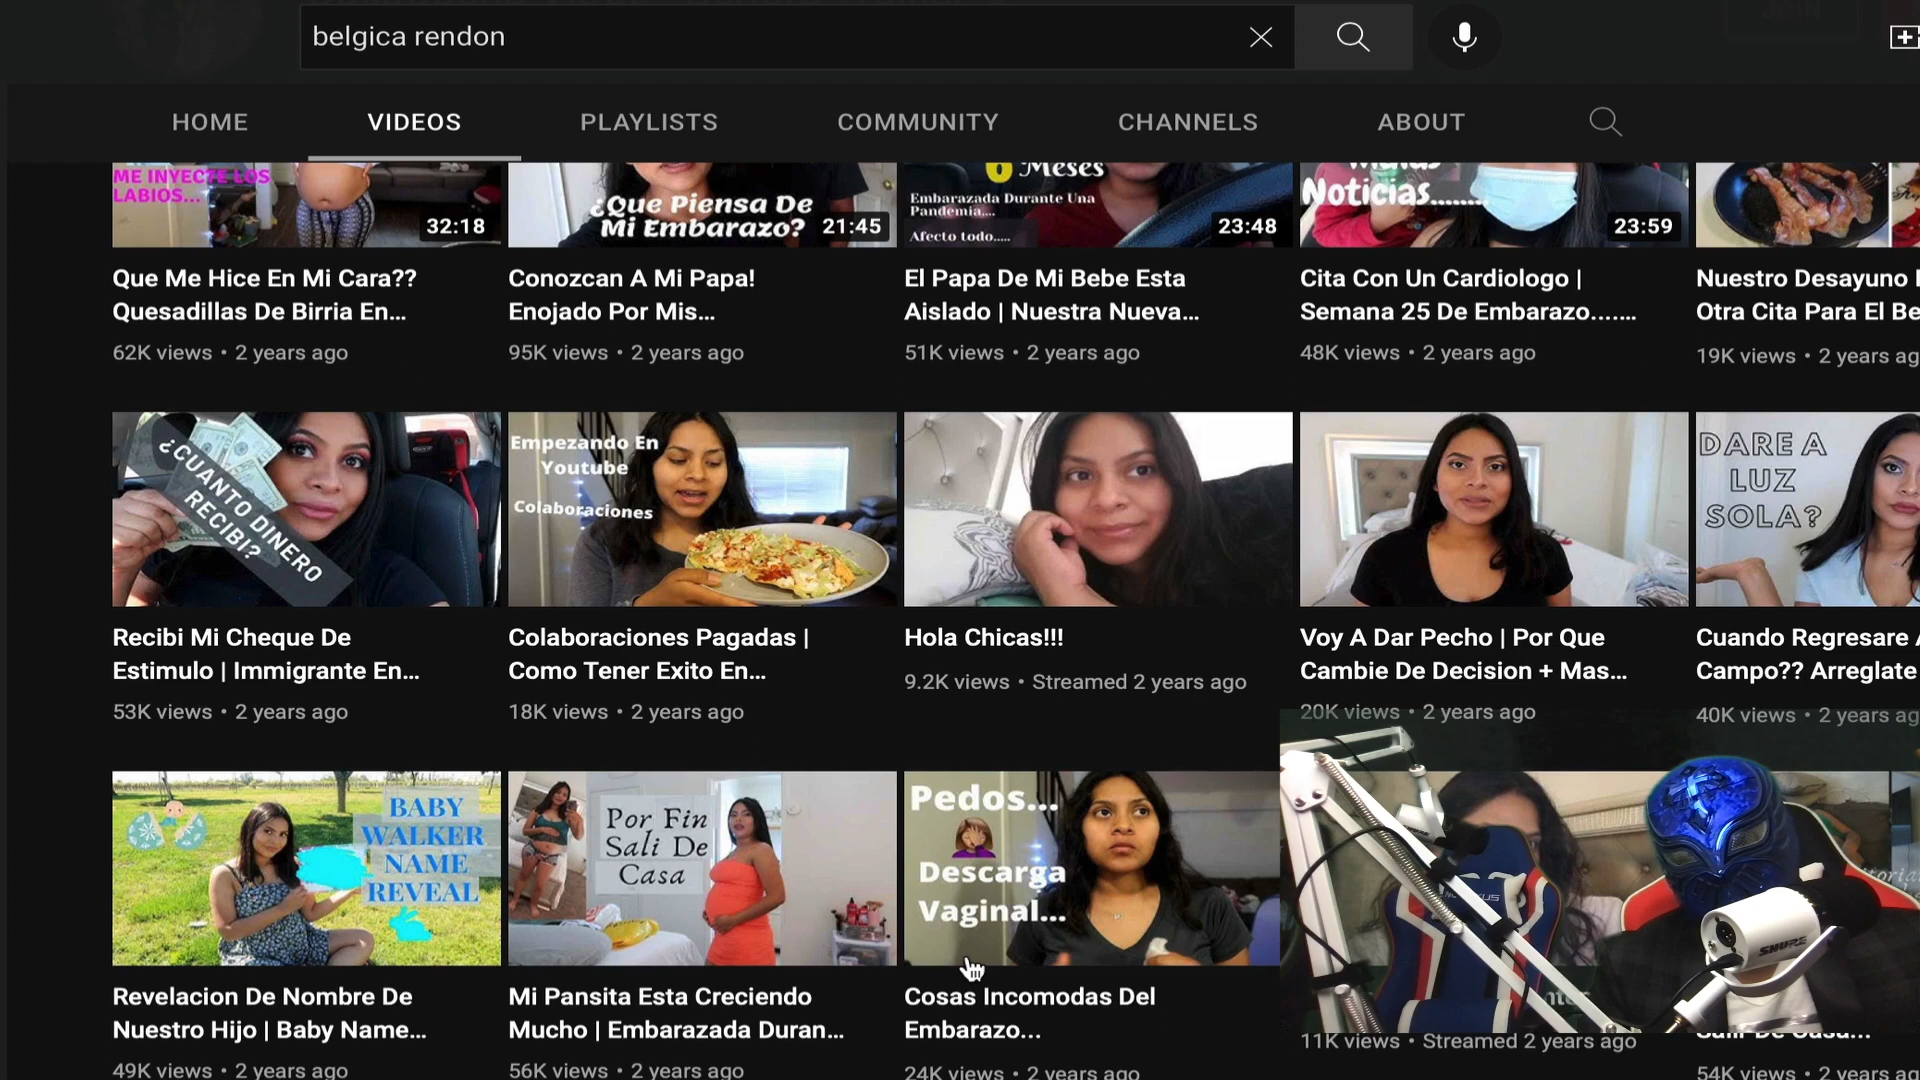 belgica rendon
HOME VIDEOS PLAYLISTS COMMUNITY CHANNELS ABOUT
ME INYECTE LOS
LABIOS...
32:18
¿Que Piensa De
Mi Embarazo?
21:45
6 Meses
Embarazada Durante Una
Pandemia....
Afecto todo.....
23:48
Malas
Noticias........
23:59
Que Me Hice En Mi Cara??
Quesadillas De Birria En...
62K views • 2 years ago
Conozcan A Mi Papa!
Enojado Por Mis...
95K views • 2 years ago
El Papa De Mi Bebe Esta
Aislado | Nuestra Nueva...
51K views • 2 years ago
Cita Con Un Cardiologo |
Semana 25 De Embarazo.......
48K views • 2 years ago
Nuestro Desayuno
Otra Cita Para El Be
19K views • 2 years ag
¿CUANTO DINERO
RECIBI?
Empezando En
Youtube
Colaboraciones
DARE A
LUZ
SOLA?
Recibi Mi Cheque De
Estimulo | Immigrante En...
53K views • 2 years ago
Colaboraciones Pagadas |
Como Tener Exito En...
18K views • 2 years ago
Hola Chicas!!!
9.2K views • Streamed 2 years ago
Voy A Dar Pecho | Por Que
Cambie De Decision + Mas...
20K views • 2 years ago
Cuando Regresare
Campo?? Arreglate
40K views • 2 years ag
BABY
WALKER
NAME
REVEAL
Por Fin
Sali De
Casa
Pedos...
Descarga
Vaginal...
SHURE
Revelacion De Nombre De
Nuestro Hijo | Baby Name...
49K views • 2 years ago
Mi Pansita Esta Creciendo
Mucho | Embarazada Duran...
56K views • 2 years ago
Cosas Incomodas Del
Embarazo...
24K views • 2 years ago
11K views • Streamed 2 years ago
Salir De Casa...
54K views • 2 years ag